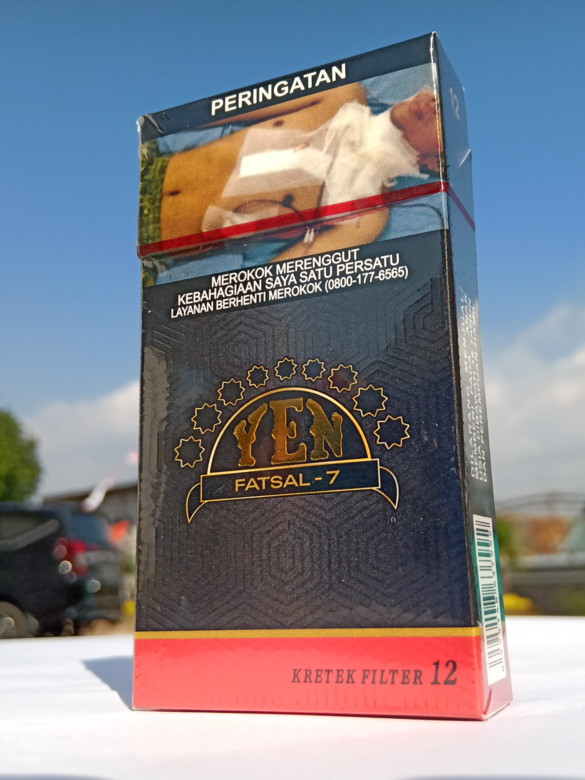 PERINGATAN
MEROKOK MERENGGUT
KEBAHAGIAAN SAYA SATU PERSATU
LAYANAN BERHENTI MEROKOK (0800-177-6565)
YEN
FATSAL - 7
KRETEK FILTER 12
12